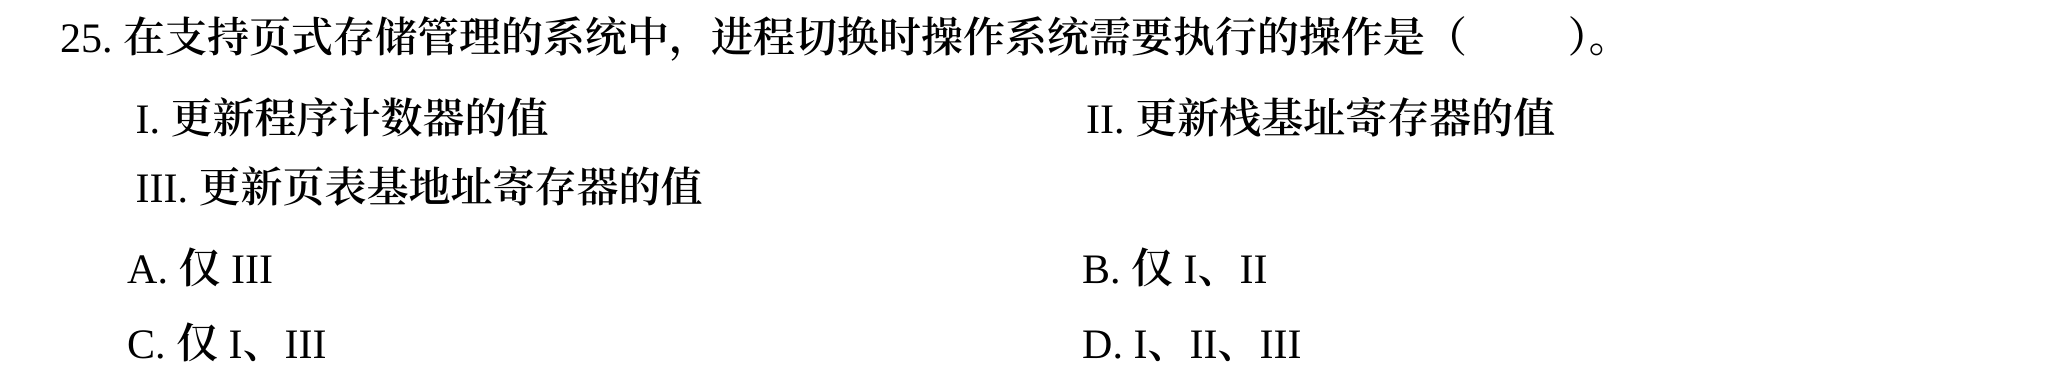 25. 在支持页式存储管理的系统中，进程切换时操作系统需要执行的操作是（　　）。
I. 更新程序计数器的值　　II. 更新栈基址寄存器的值
III. 更新页表基地址寄存器的值
A. 仅 III　　B. 仅 I、II
C. 仅 I、III　　D. I、II、III